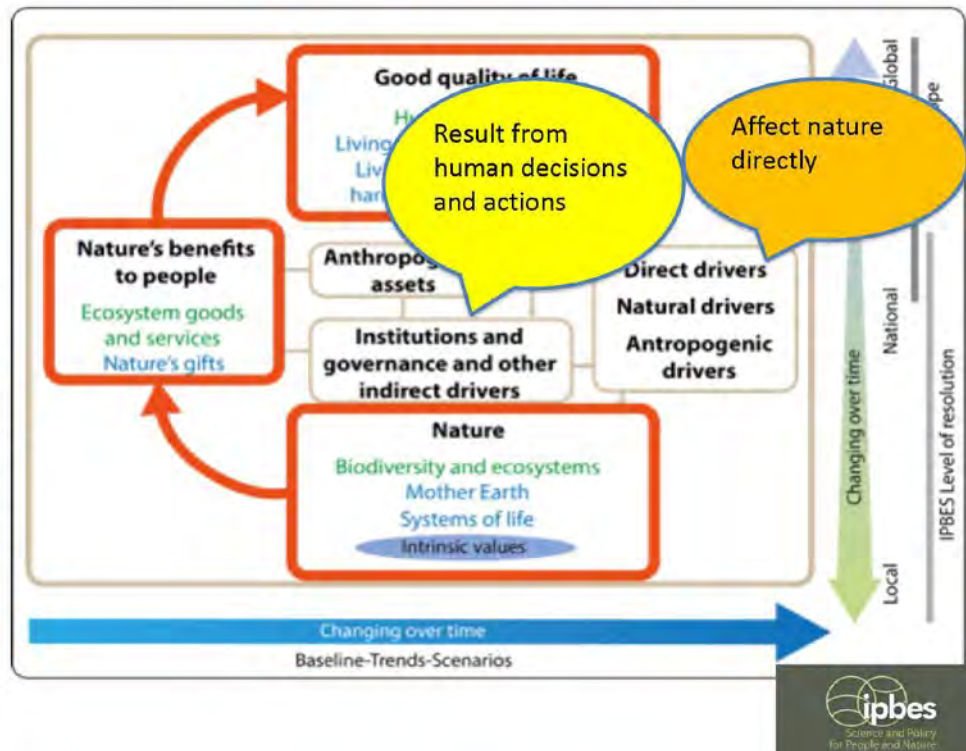 Good quality of life
Result from
human decisions
and actions
Affect nature
directly
Nature's benefits
to people
Ecosystem goods
and services
Nature's gifts
assets
Institutions and
governance and other
indirect drivers
Direct drivers
Natural drivers
Antropogenic
drivers
Nature
Biodiversity and ecosystems
Mother Earth
Systems of life
Intrinsic values
Global
National
Local
Changing over time
IPBES Level of resolution
Changing over time
Baseline-Trends-Scenarios
ipbes
Science and Policy
for People and Nature